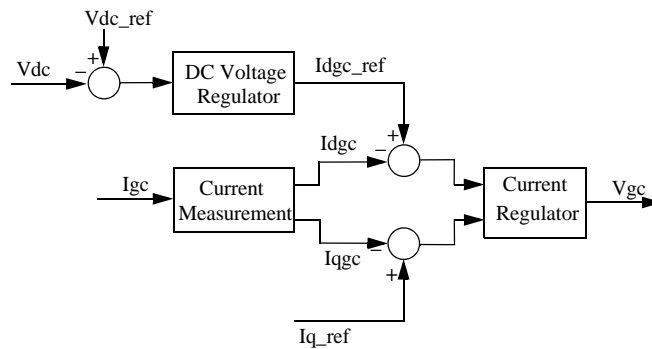 Vdc_ref
+
−
Vdc
DC Voltage
Regulator
Idgc_ref
+
−
Idgc
Igc
Current
Measurement
Current
Regulator
Vgc
Iqgc
−
+
Iq_ref